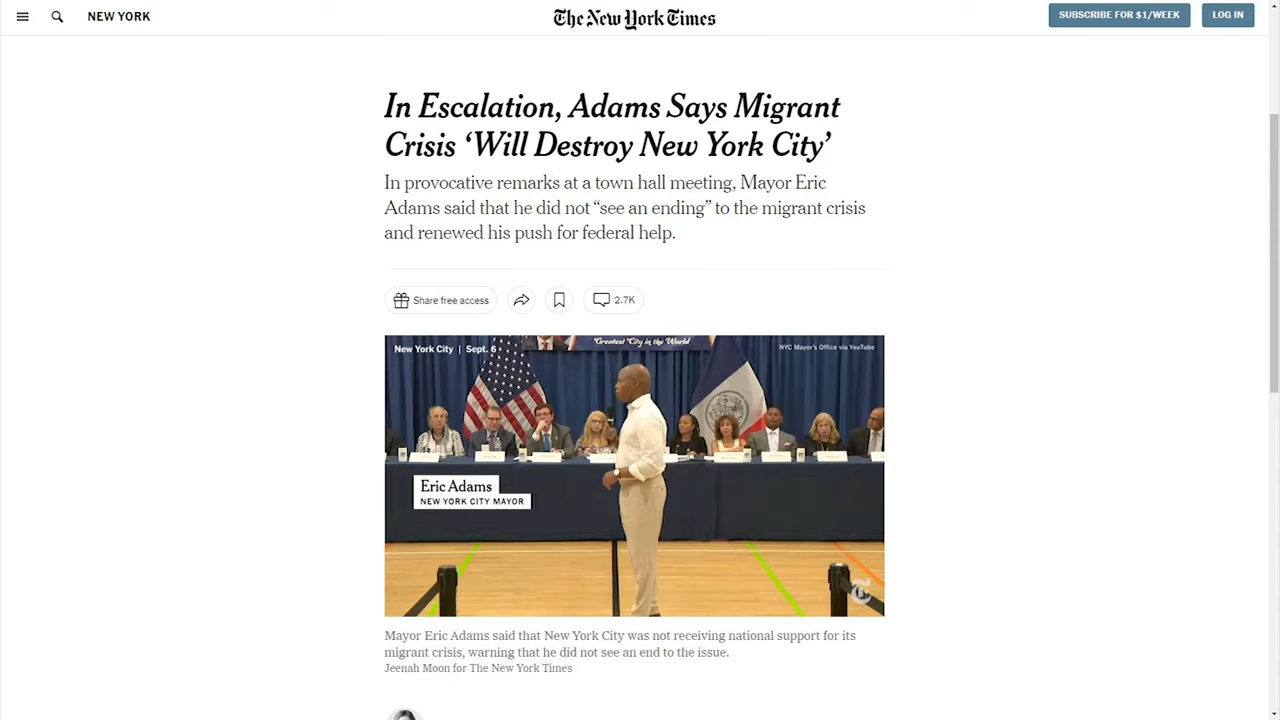 NEW YORK
The New York Times
SUBSCRIBE FOR $1/WEEK
LOG IN
In Escalation, Adams Says Migrant
Crisis ‘Will Destroy New York City’
In provocative remarks at a town hall meeting, Mayor Eric
Adams said that he did not “see an ending” to the migrant crisis
and renewed his push for federal help.
Share free access
2.7K
Greatest City in the World
New York City | Sept. 6
NYC Mayor's Office via YouTube
Eric Adams
NEW YORK CITY MAYOR
Mayor Eric Adams said that New York City was not receiving national support for its
migrant crisis, warning that he did not see an end to the issue.
Jeenah Moon for The New York Times